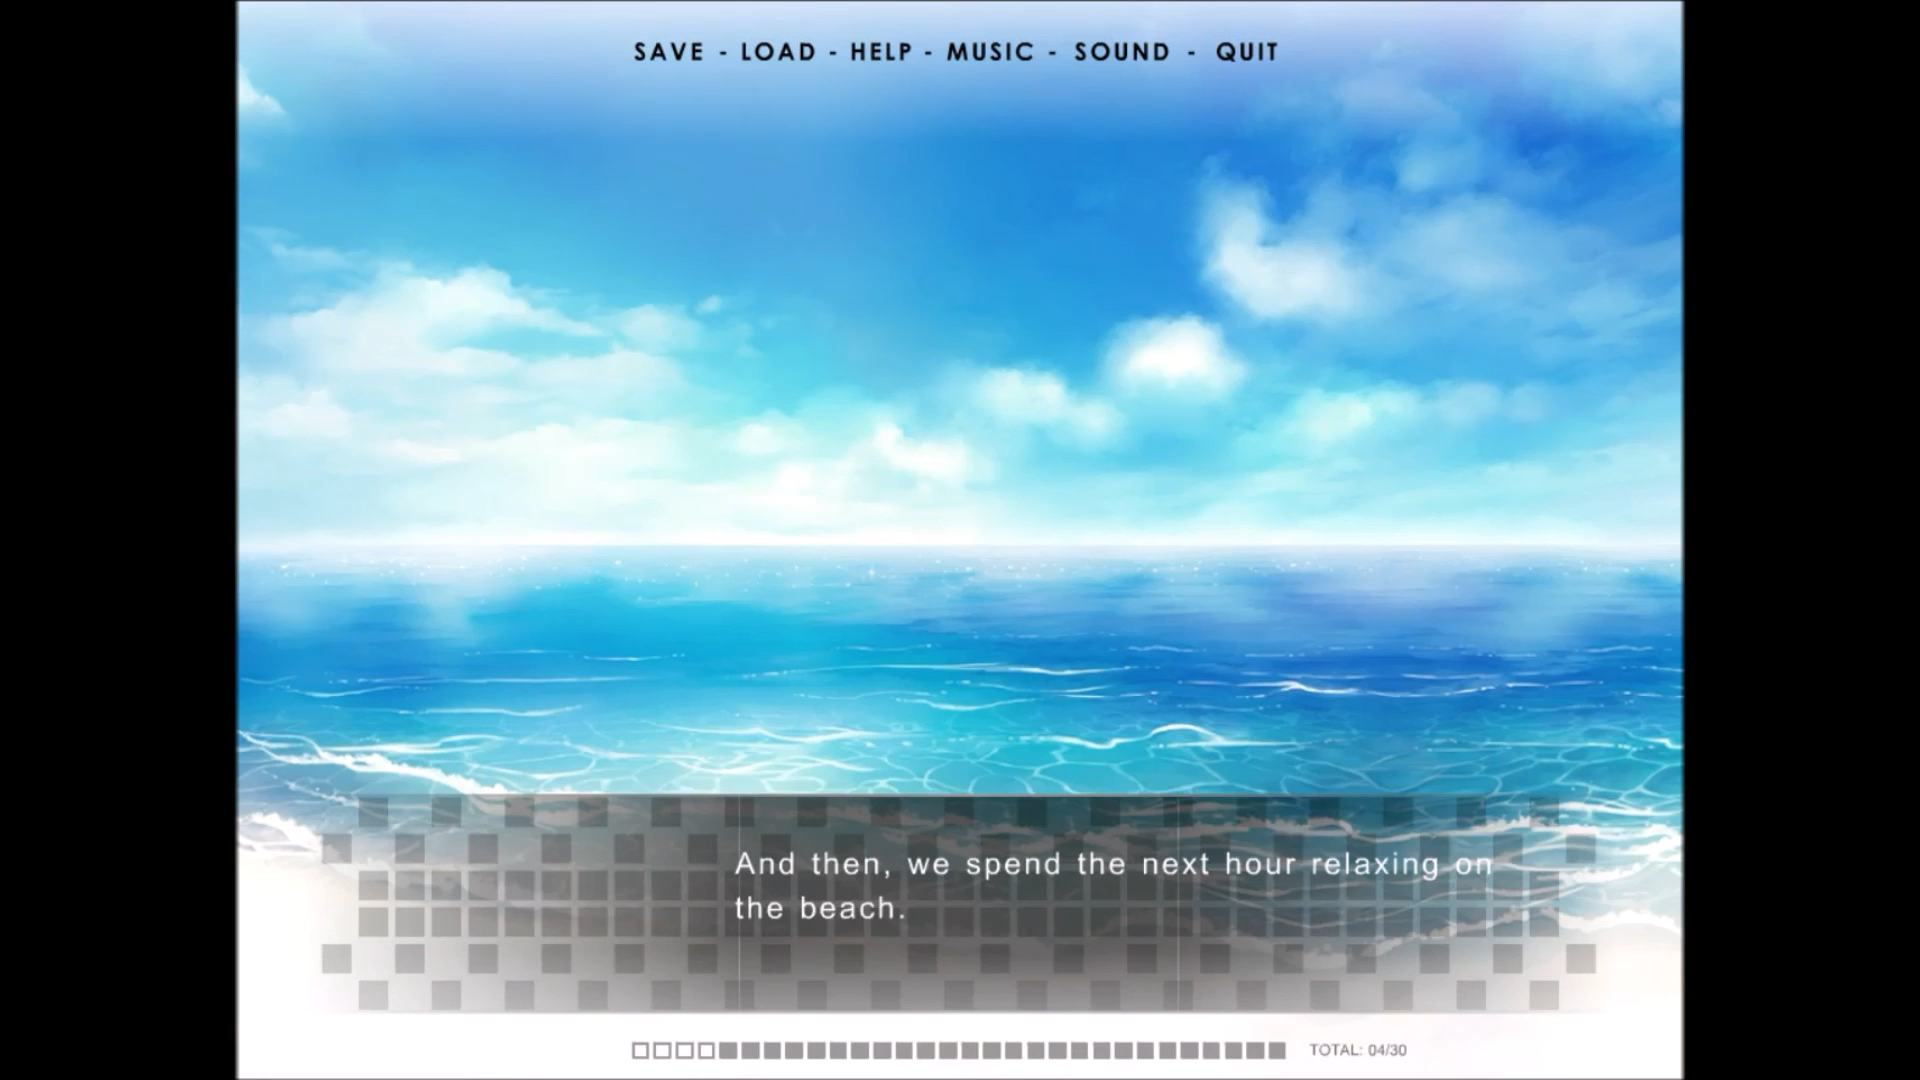 SAVE - LOAD - HELP - MUSIC - SOUND - QUIT
And then, we spend the next hour relaxing on
the beach.
TOTAL: 04/30